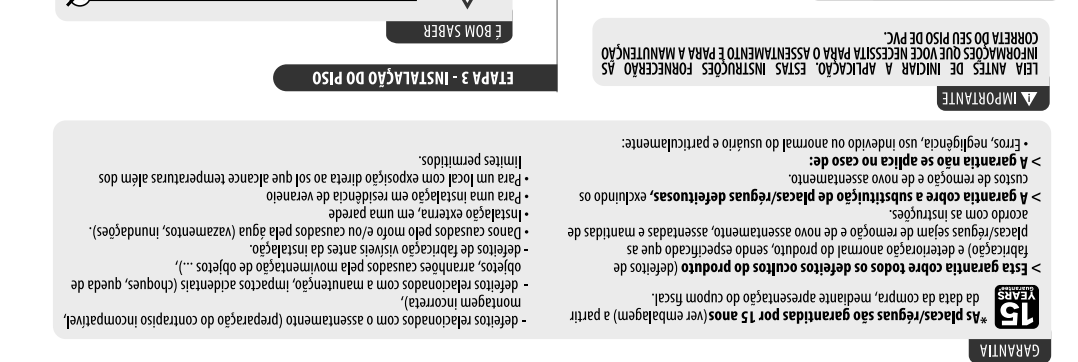 GARANTIA
15
YEARS
Guarantee
*As placas/réguas são garantidas por 15 anos(ver embalagem) a partir
da data da compra, mediante apresentação do cupom fiscal.
> Esta garantia cobre todos os defeitos ocultos do produto (defeitos de
fabricação) e deterioração anormal do produto, sendo especificado que as
placas/réguas sejam de remoção e de novo assentamento, assentadas e mantidas de
acordo com as instruções.
> A garantia cobre a substituição de placas/réguas defeituosas, excluindo os
custos de remoção e de novo assentamento.
> A garantia não se aplica no caso de:
• Erros, negligência, uso indevido ou anormal do usuário e particulamente:
- defeitos relacionados com o assentamento (preparação do contrapiso incompatível,
montagem incorreta),
- defeitos relacionados com a manutenção, impactos acidentais (choques, queda de
objetos, arranhões causados pela movimentação de objetos ...),
- defeitos de fabricação visíveis antes da instalação.
• Danos causados pelo mofo e/ou causados pela água (vazamentos, inundações).
• Instalação externa, em uma parede
• Para uma instalação em residência de veraneio
• Para um local com exposição direta ao sol que alcance temperaturas além dos
limites permitidos.
IMPORTANTE
LEIA ANTES DE INICIAR A APLICAÇÃO. ESTAS INSTRUÇÕES FORNECERÃO ÀS
INFORMAÇÕES QUE VOCE NECESSITA PARA O ASSENTAMENTO E PARA A MANUTENÇÃO
CORRETA DO SEU PISO DE PVC.
ETAPA 3 - INSTALAÇÃO DO PISO
É BOM SABER